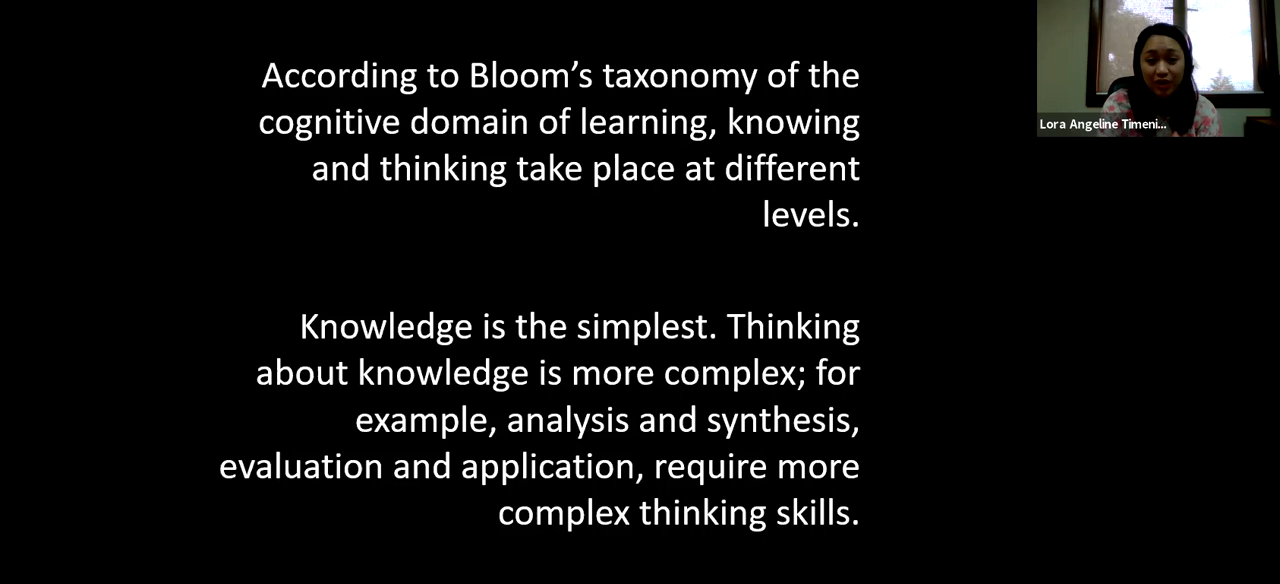 According to Bloom’s taxonomy of the
cognitive domain of learning, knowing
and thinking take place at different
levels.
Knowledge is the simplest. Thinking
about knowledge is more complex; for
example, analysis and synthesis,
evaluation and application, require more
complex thinking skills.
Lora Angeline Timeni...